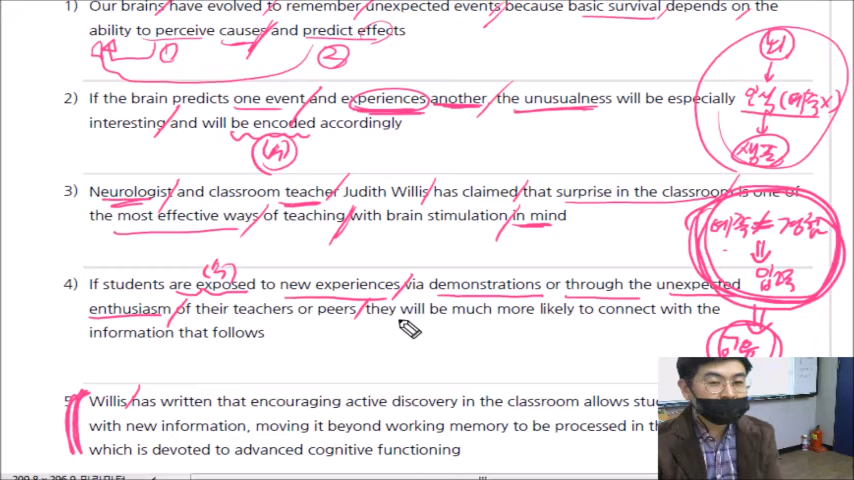 1) Our brains have evolved to remember unexpected events because basic survival depends on the
ability to perceive causes and predict effects
① ②
뇌
2) If the brain predicts one event and experiences another, the unusualness will be especially
인식(예측x)
interesting and will be encoded accordingly
(수)
생존
3) Neurologist and classroom teacher Judith Willis has claimed that surprise in the classroom is one of
the most effective ways of teaching with brain stimulation in mind
예측≠경험
입력
(수)
4) If students are exposed to new experiences via demonstrations or through the unexpected
enthusiasm of their teachers or peers, they will be much more likely to connect with the
information that follows
5) Willis has written that encouraging active discovery in the classroom allows
with new information, moving it beyond working memory to be processed in
which is devoted to advanced cognitive functioning